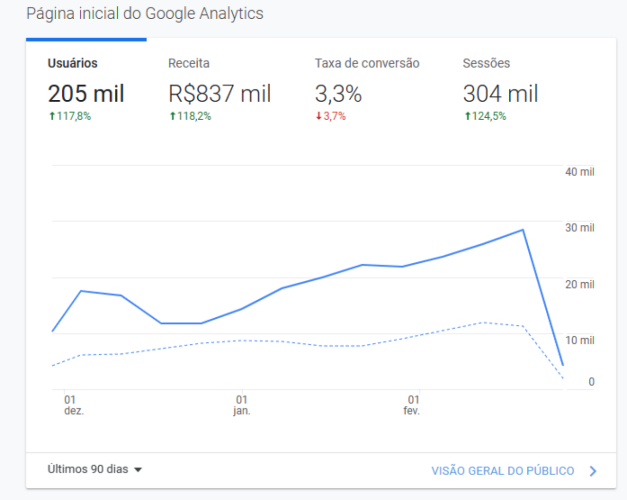 Página inicial do Google Analytics
Usuários Receita Taxa de conversão Sessões
205 mil R$837 mil 3,3% 304 mil
↑117,8% ↑118,2% ↓3,7% ↑124,5%
40 mil
30 mil
20 mil
10 mil
0
01 01 01
dez. jan. fev.
Últimos 90 dias VISÃO GERAL DO PÚBLICO